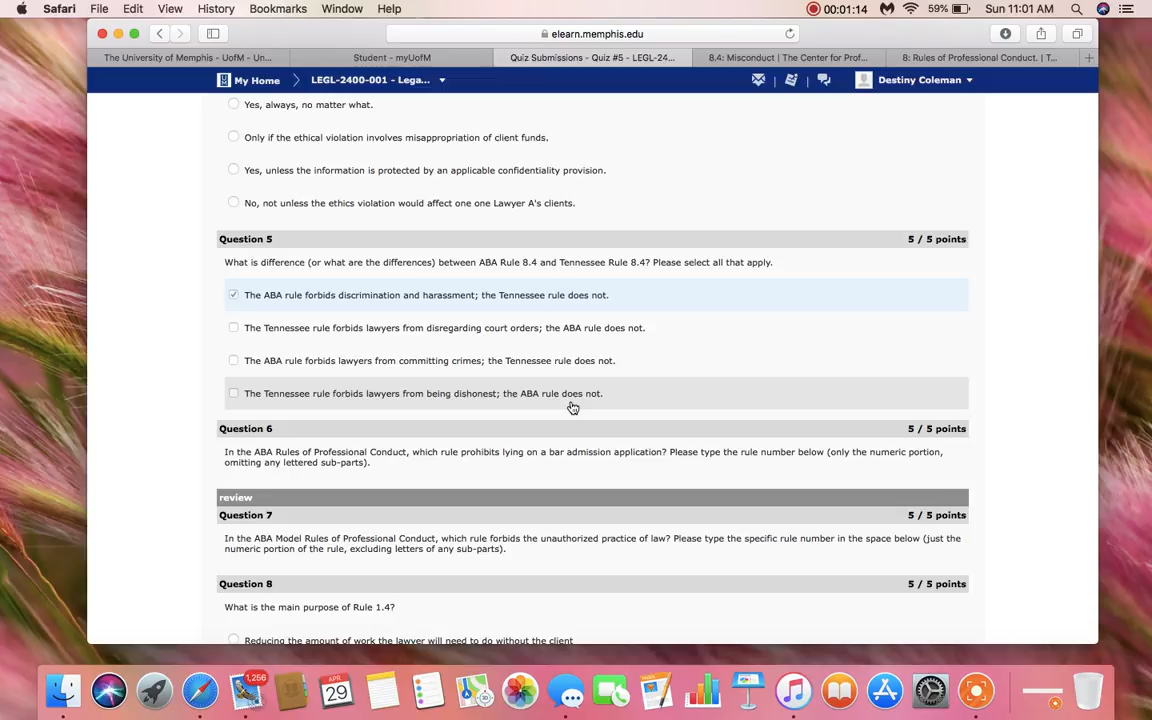 Safari File Edit View History Bookmarks Window Help 00:01:14 59% Sun 11:01 AM
elearn.memphis.edu
The University of Memphis - UofM - Un... Student - myUofM Quiz Submissions - Quiz #5 - LEGL-24... 8.4: Misconduct | The Center for Prof... 8: Rules of Professional Conduct. | T...
My Home LEGL-2400-001 - Lega... Destiny Coleman
Yes, always, no matter what.
Only if the ethical violation involves misappropriation of client funds.
Yes, unless the information is protected by an applicable confidentiality provision.
No, not unless the ethics violation would affect one one Lawyer A's clients.
Question 5 5 / 5 points
What is difference (or what are the differences) between ABA Rule 8.4 and Tennessee Rule 8.4? Please select all that apply.
The ABA rule forbids discrimination and harassment; the Tennessee rule does not.
The Tennessee rule forbids lawyers from disregarding court orders; the ABA rule does not.
The ABA rule forbids lawyers from committing crimes; the Tennessee rule does not.
The Tennessee rule forbids lawyers from being dishonest; the ABA rule does not.
Question 6 5 / 5 points
In the ABA Rules of Professional Conduct, which rule prohibits lying on a bar admission application? Please type the rule number below (only the numeric portion,
omitting any lettered sub-parts).
review
Question 7 5 / 5 points
In the ABA Model Rules of Professional Conduct, which rule forbids the unauthorized practice of law? Please type the specific rule number in the space below (just the
numeric portion of the rule, excluding letters of any sub-parts).
Question 8 5 / 5 points
What is the main purpose of Rule 1.4?
Reducing the amount of work the lawyer will need to do without the client
1,256
APR
29